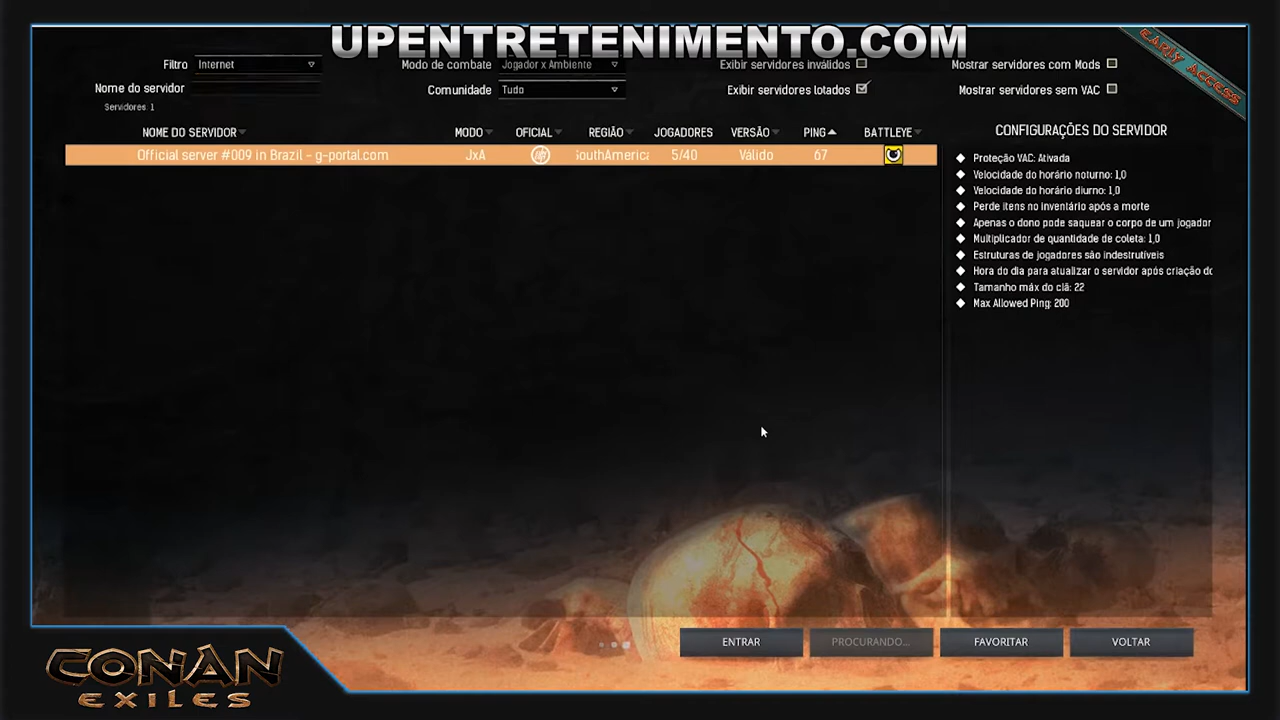 UPENTRETENIMENTO.COM
EARLY ACCESS
Filtro Internet Modo de combate Jogador x Ambiente Exibir servidores inválidos Mostrar servidores com Mods
Nome do servidor Comunidade Tudo Exibir servidores lotados Mostrar servidores sem VAC
Servidores: 1
NOME DO SERVIDOR MODO OFICIAL REGIÃO JOGADORES VERSÃO PING BATTLEYE
Official server #009 in Brazil - g-portal.com JxA SouthAmerica 5/40 Válido 67
CONFIGURAÇÕES DO SERVIDOR
Proteção VAC: Ativada
Velocidade do horário noturno: 1,0
Velocidade do horário diurno: 1,0
Perde itens no inventário após a morte
Apenas o dono pode saquear o corpo de um jogador
Multiplicador de quantidade de coleta: 1,0
Estruturas de jogadores são indestrutíveis
Hora do dia para atualizar o servidor após criação do
Tamanho máx do clã: 22
Max Allowed Ping: 200
ENTRAR PROCURANDO... FAVORITAR VOLTAR
CONAN
EXILES